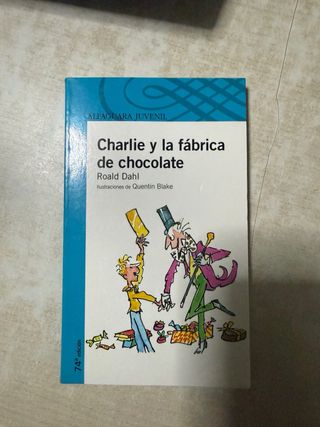 ALFAGUARA JUVENIL
Charlie y la fábrica
de chocolate
Roald Dahl
Ilustraciones de Quentin Blake
74ª edición